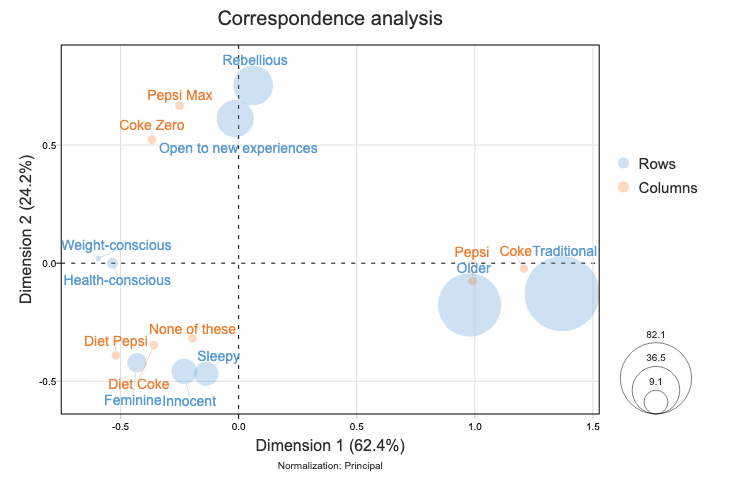 Correspondence analysis
Rebellious
Pepsi Max
Coke Zero
Open to new experiences
Weight-conscious
Health-conscious
Pepsi
Coke
Traditional
Older
None of these
Diet Pepsi
Sleepy
Diet Coke
Feminine
Innocent
0.5
0.0
-0.5
Dimension 2 (24.2%)
-0.5
0.0
0.5
1.0
1.5
Dimension 1 (62.4%)
Normalization: Principal
Rows
Columns
82.1
36.5
9.1